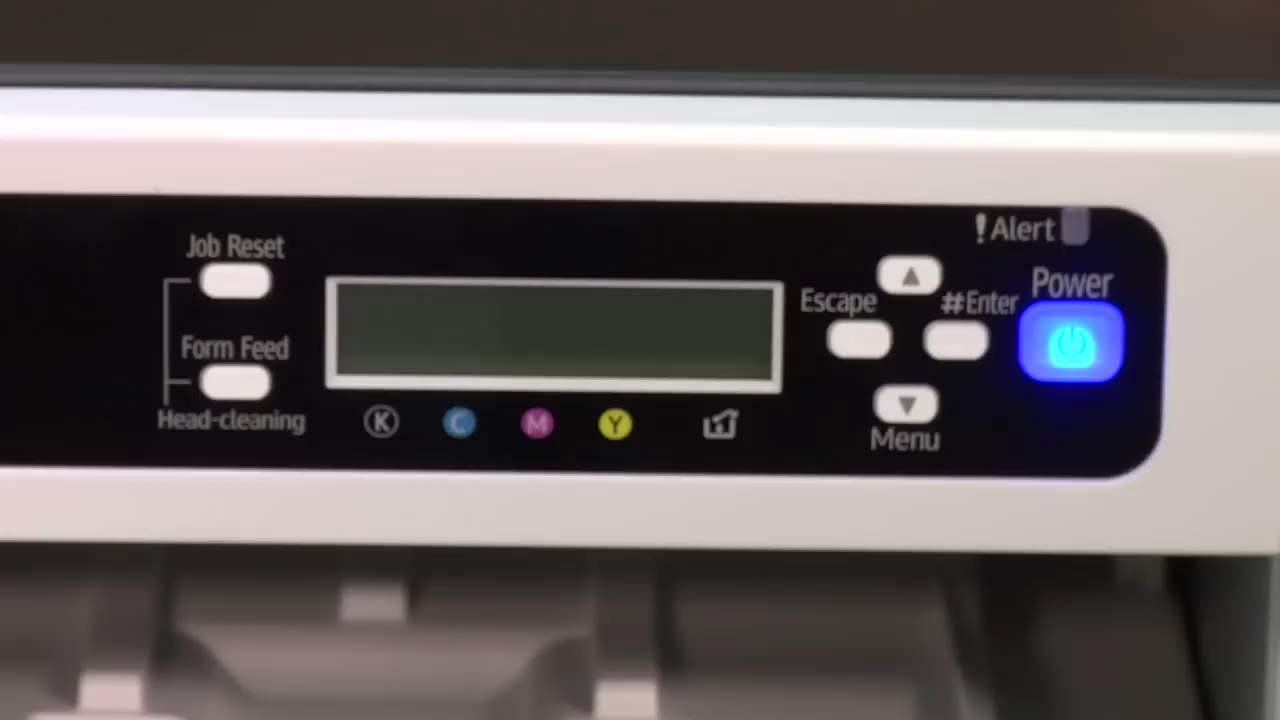 ! Alert
Job Reset
Power
Escape
#Enter
Form Feed
Head-cleaning
K C M Y
Menu